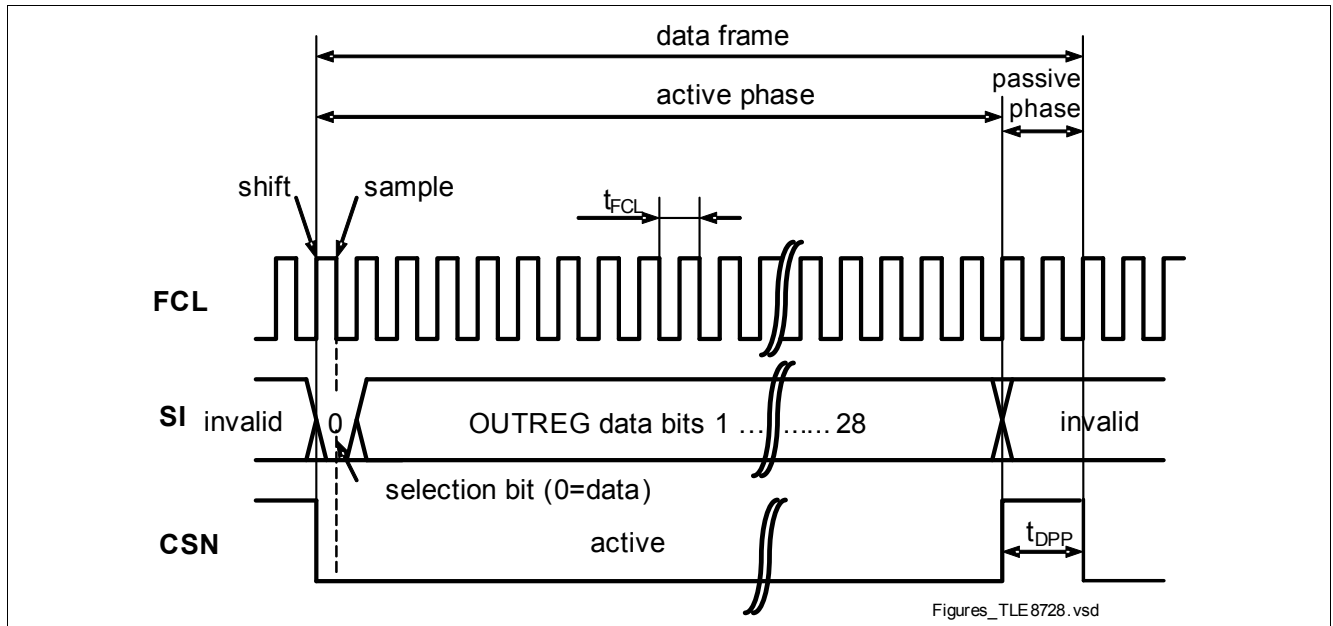 data frame
active phase
passive
phase
shift
sample
tFCL
FCL
SI
invalid
0
OUTREG data bits 1 ........... 28
invalid
selection bit (0=data)
CSN
active
tDPP
Figures_TLE8728.vsd